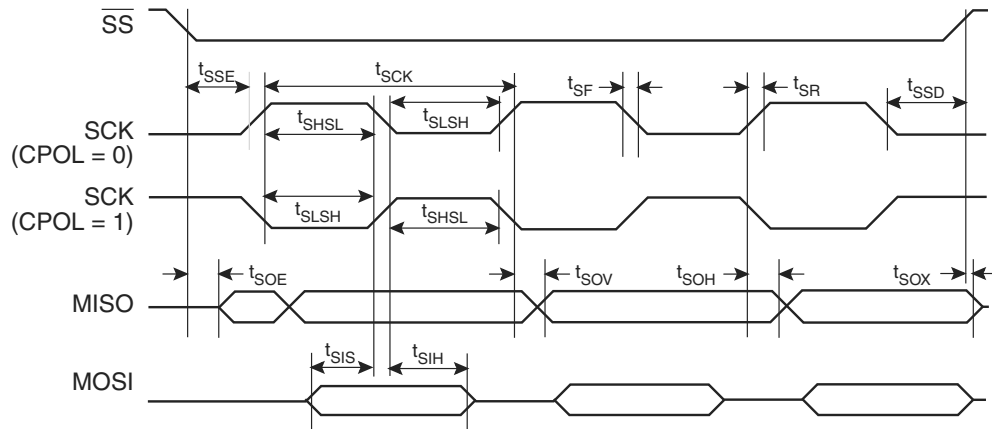 SS
tSSE
tSCK
tSF
tSR
tSSD
SCK
(CPOL = 0)
tSHSL
tSLSH
SCK
(CPOL = 1)
tSLSH
tSHSL
tSOE
tSOV
tSOH
tSOX
MISO
tSIS
tSIH
MOSI